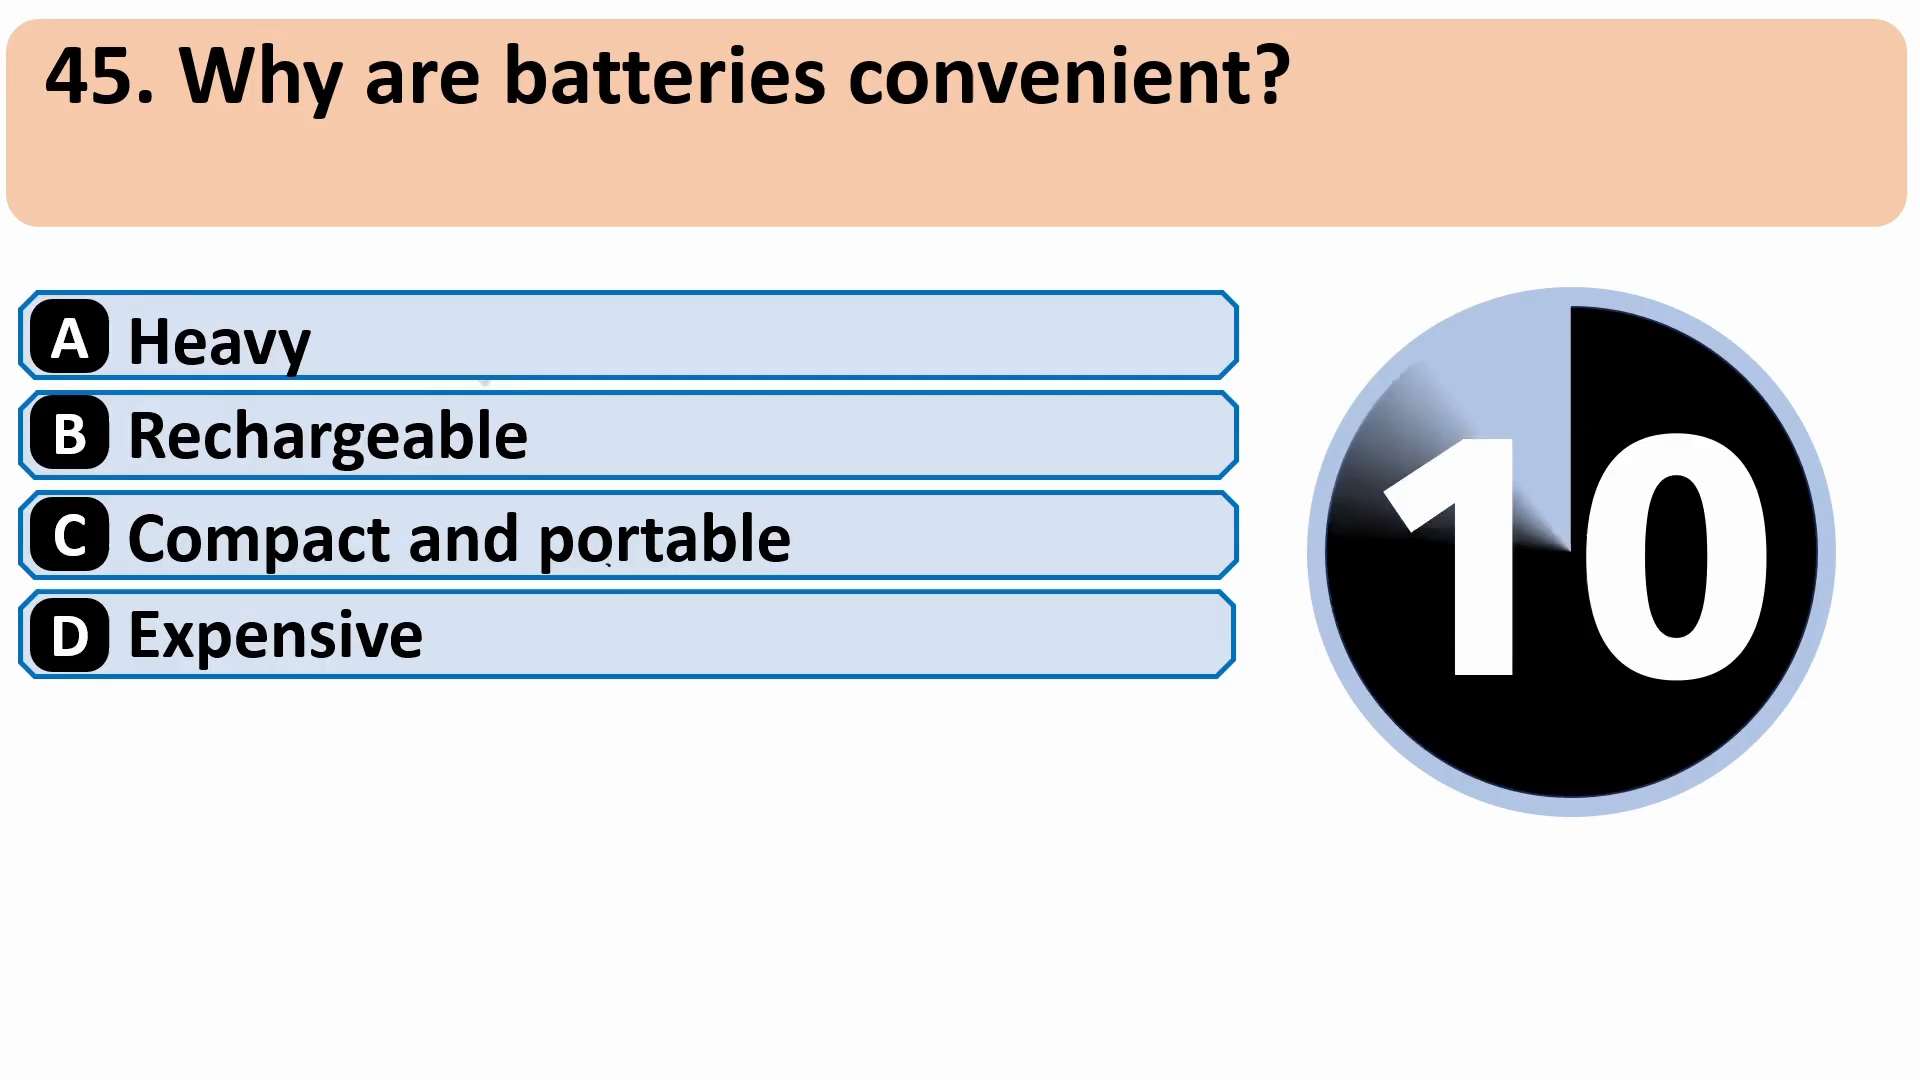 45. Why are batteries convenient?
A Heavy
B Rechargeable
C Compact and portable
D Expensive
10